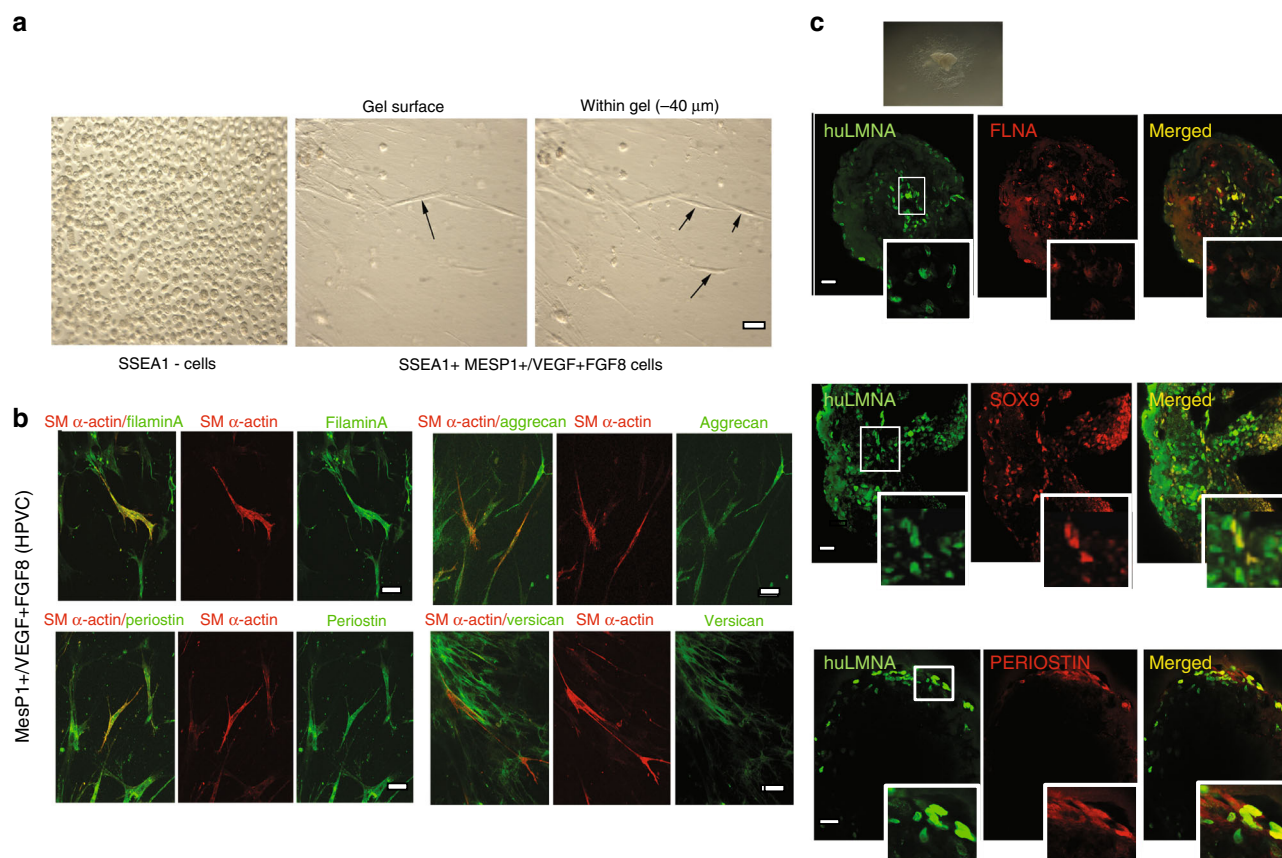 a
Gel surface
Within gel (–40 μm)
SSEA1 - cells
SSEA1+ MESP1+/VEGF+FGF8 cells
b
MesP1+/VEGF+FGF8 (HPVC)
SM α-actin/filaminA
SM α-actin
FilaminA
SM α-actin/aggrecan
SM α-actin
Aggrecan
SM α-actin/periostin
SM α-actin
Periostin
SM α-actin/versican
SM α-actin
Versican
c
huLMNA
FLNA
Merged
huLMNA
SOX9
Merged
huLMNA
PERIOSTIN
Merged